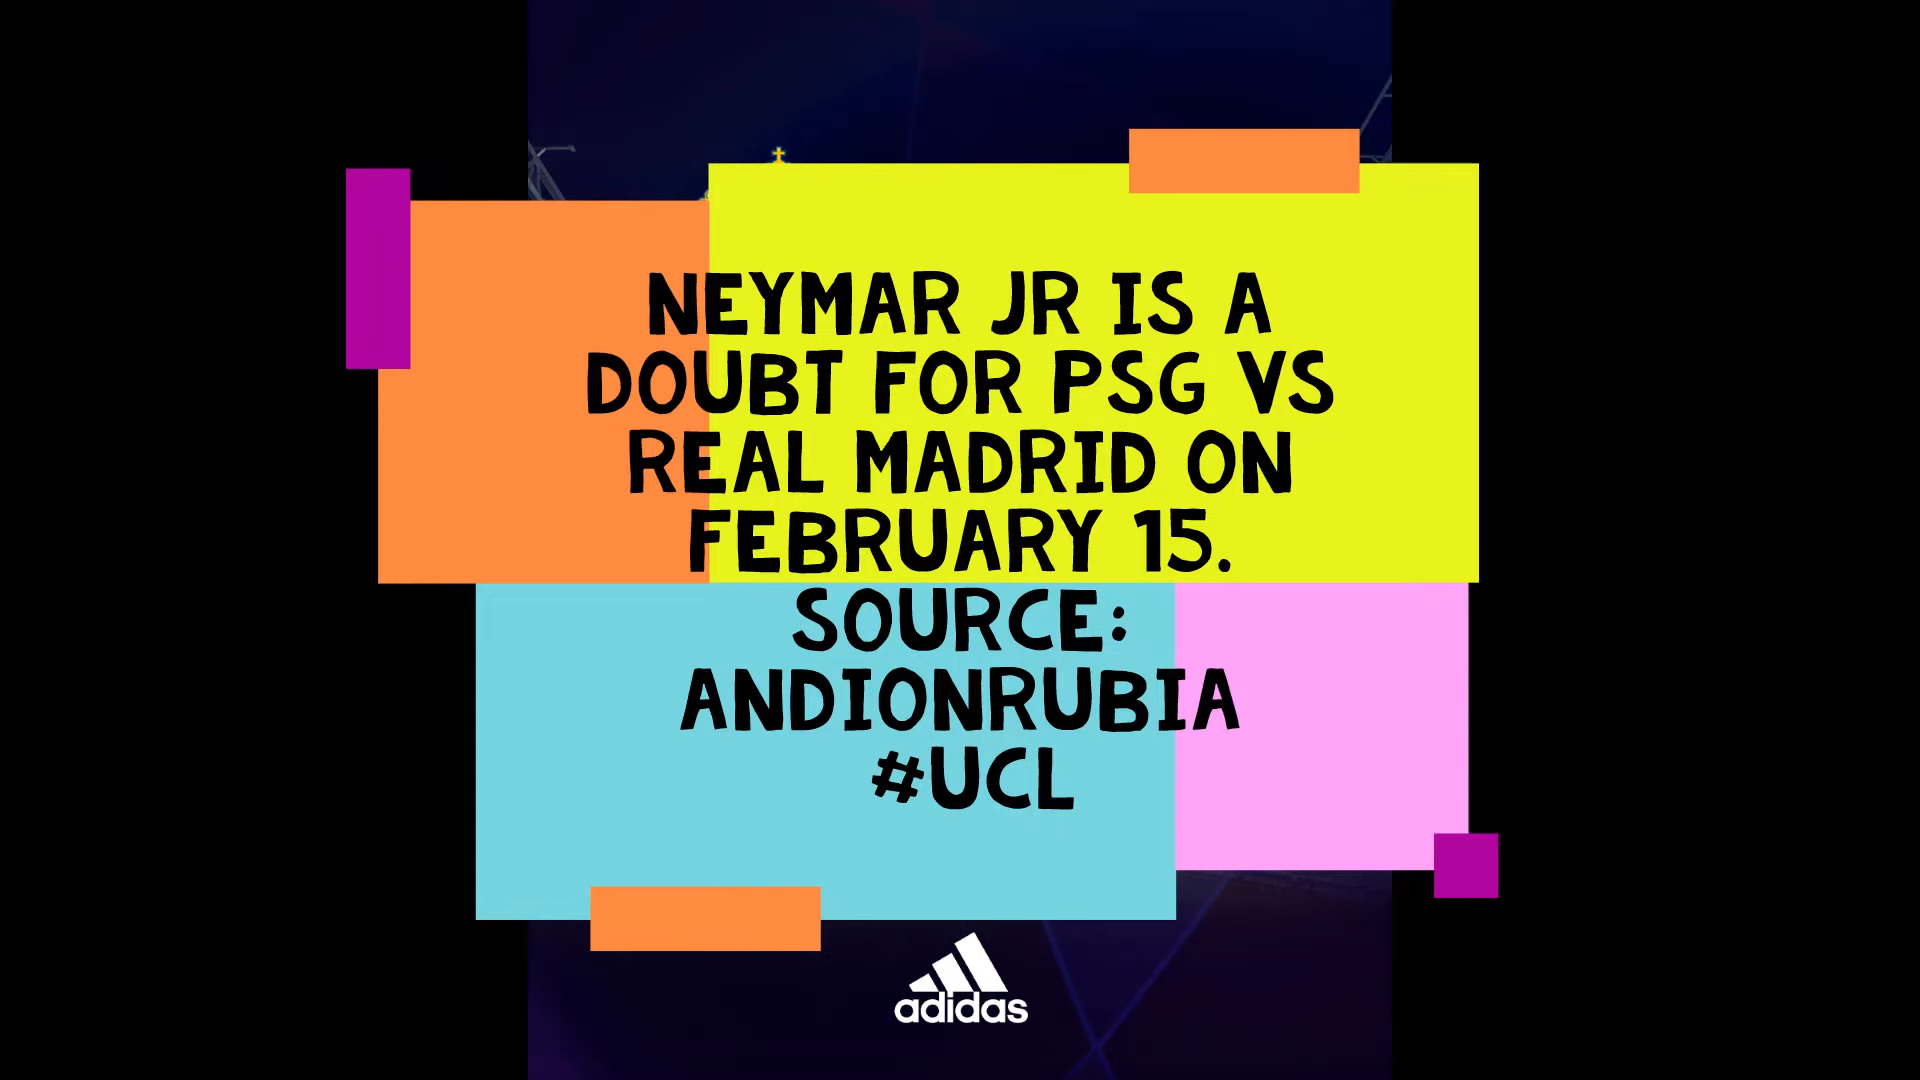 NEYMAR JR IS A
DOUBT FOR PSG VS
REAL MADRID ON
FEBRUARY 15.
SOURCE:
ANDIONRUBIA
#UCL
adidas